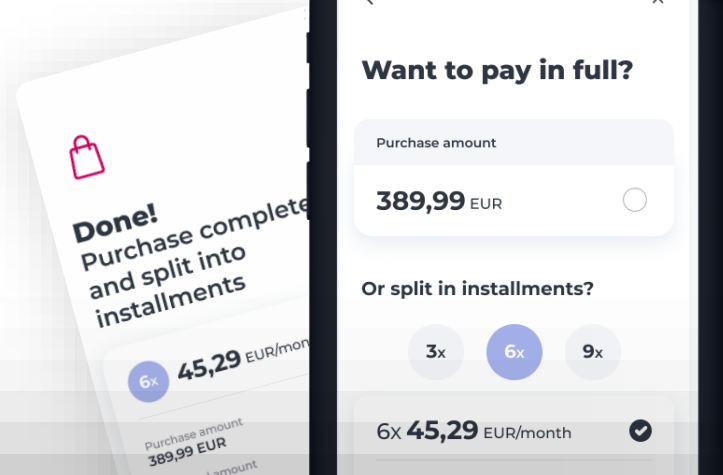 Done!
Purchase complete
and split into
installments
6x 45,29 EUR/mon
Purchase amount
389,99 EUR
amount
Want to pay in full?
Purchase amount
389,99 EUR
Or split in installments?
3x 6x 9x
6x 45,29 EUR/month